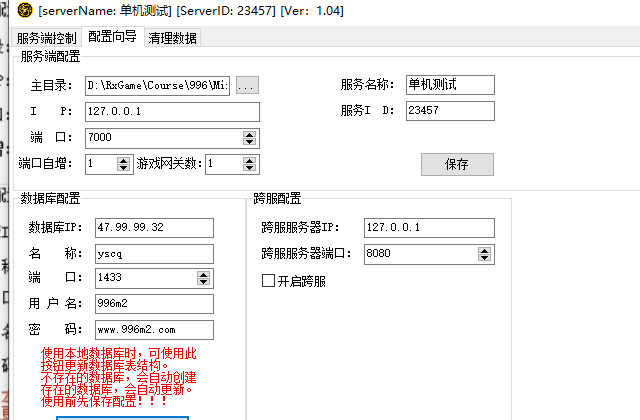 [serverName: 单机测试] [ServerID: 23457] [Ver: 1.04]
服务端控制 配置向导 清理数据
服务端配置
主目录: D:\RxGame\Course\996\Mi: ... 服务名称: 单机测试
I P: 127.0.0.1 服务I D: 23457
端 口: 7000
端口自增: 1 游戏网关数: 1 保存
数据库配置 跨服配置
数据库IP: 47.99.99.32 跨服服务器IP: 127.0.0.1
名 称: yscq 跨服服务器端口: 8080
端 口: 1433 开启跨服
用 户 名: 996m2
密 码: www.996m2.com
使用本地数据库时，可使用此
按钮更新数据库表结构。
不存在的数据库，会自动创建
存在的数据库，会自动更新。
使用前先保存配置！！！